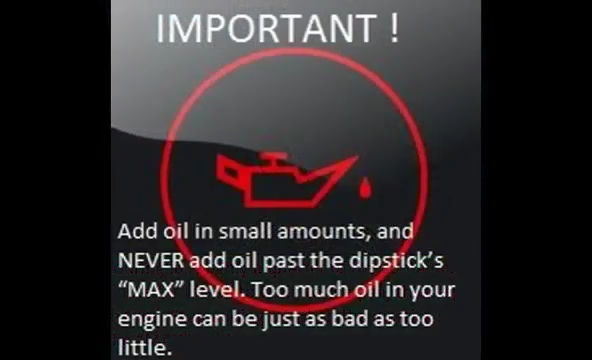 IMPORTANT !
Add oil in small amounts, and
NEVER add oil past the dipstick's
“MAX” level. Too much oil in your
engine can be just as bad as too
little.